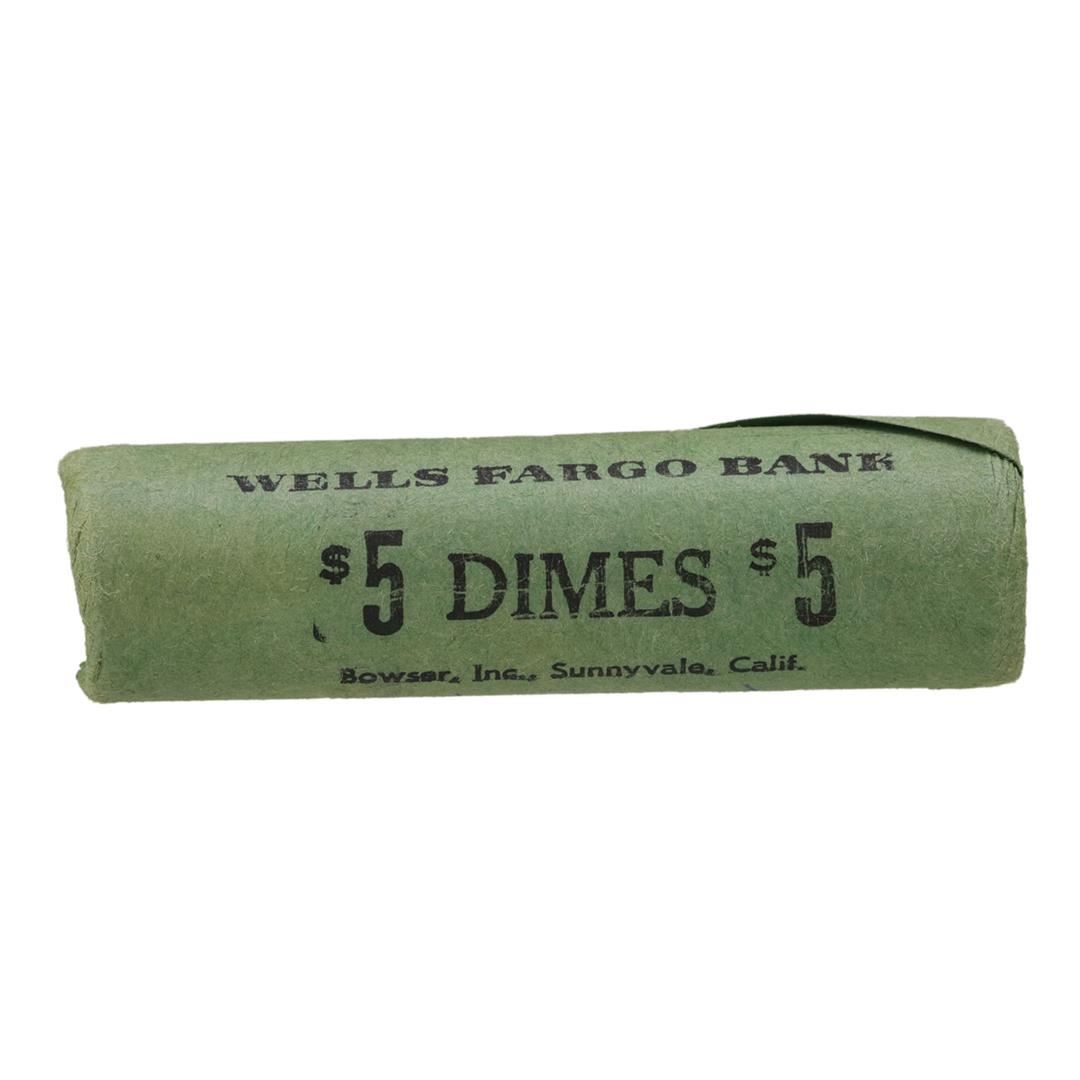 WELLS FARGO BANK
$5 DIMES $5
Bowser, Inc., Sunnyvale, Calif.